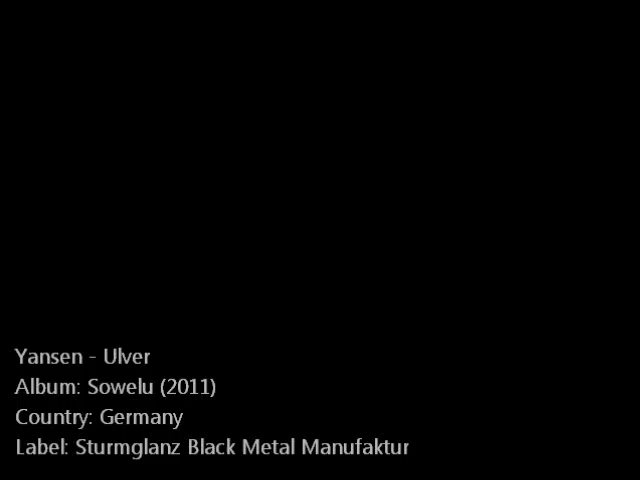 Yansen - Ulver
Album: Sowelu (2011)
Country: Germany
Label: Sturmglanz Black Metal Manufaktur